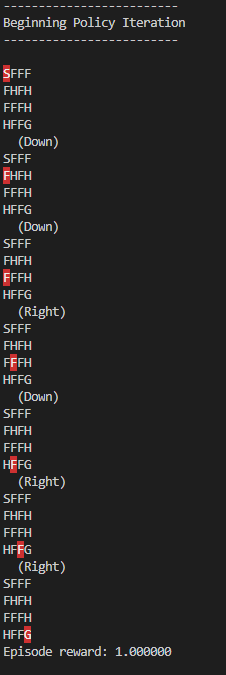 -------------------------
Beginning Policy Iteration
-------------------------
SFFF
FHFH
FFFH
HFFG
(Down)
SFFF
FHFH
FFFH
HFFG
(Down)
SFFF
FHFH
FFFH
HFFG
(Right)
SFFF
FHFH
FFFH
HFFG
(Down)
SFFF
FHFH
FFFH
HFFG
(Right)
SFFF
FHFH
FFFH
HFFG
(Right)
SFFF
FHFH
FFFH
HFFG
Episode reward: 1.000000